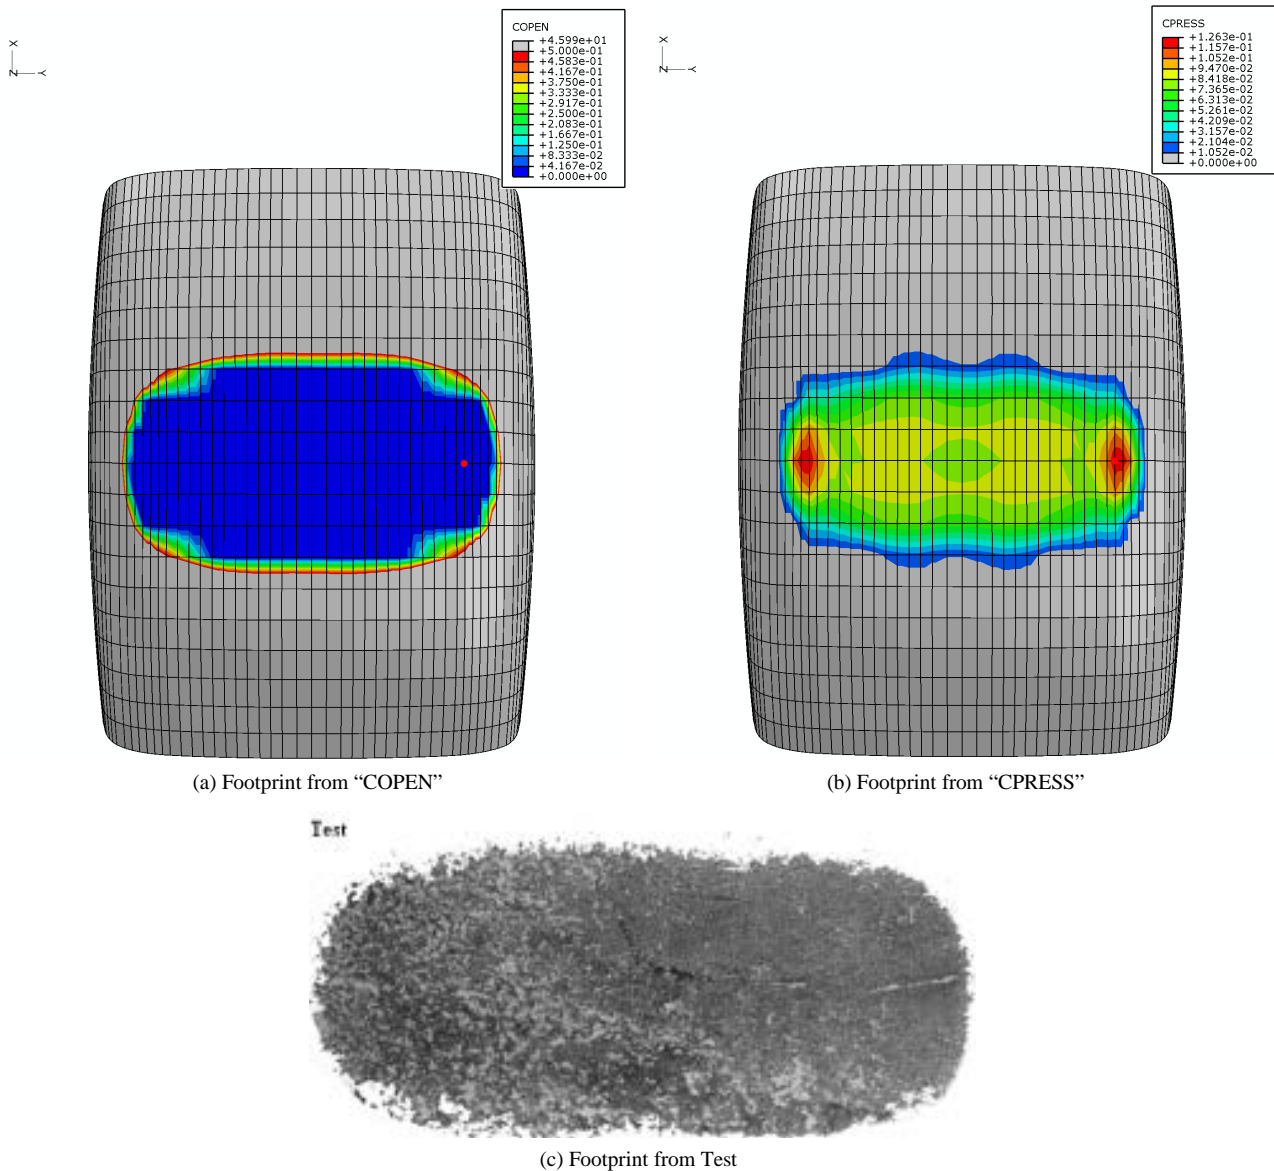 COPEN
+4.599e+01
+5.000e-01
+4.583e-01
+4.167e-01
+3.750e-01
+3.333e-01
+2.917e-01
+2.500e-01
+2.083e-01
+1.667e-01
+1.250e-01
+8.333e-02
+4.167e-02
+0.000e+00
X
Z
Y
CPRESS
+1.263e-01
+1.157e-01
+1.052e-01
+9.470e-02
+8.418e-02
+7.365e-02
+6.313e-02
+5.261e-02
+4.209e-02
+3.157e-02
+2.104e-02
+1.052e-02
+0.000e+00
X
Z
Y
(a) Footprint from “COPEN”
(b) Footprint from “CPRESS”
Test
(c) Footprint from Test